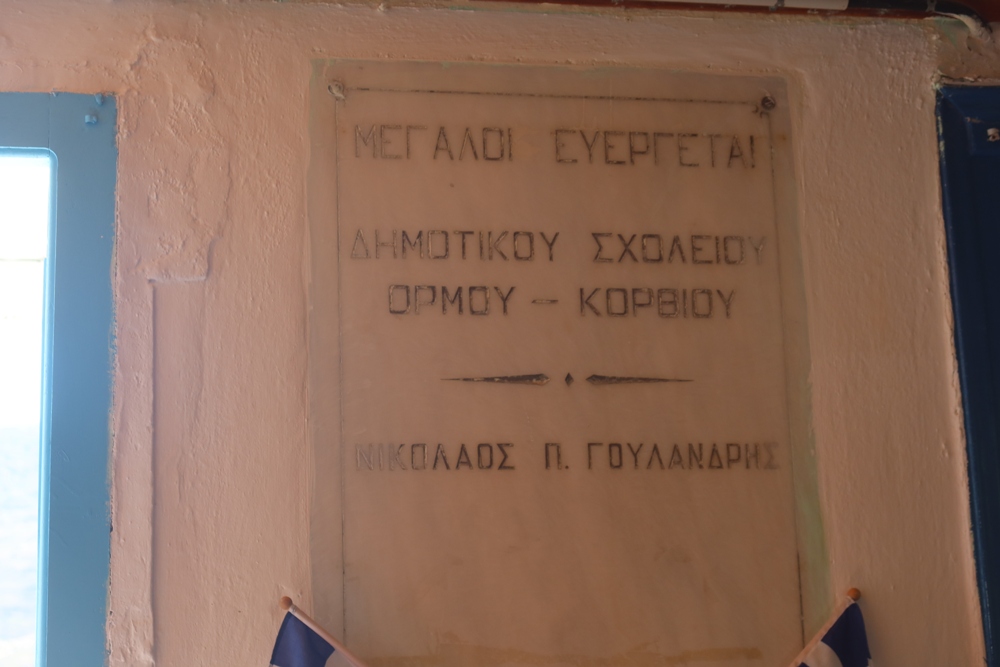 ΜΕΓΑΛΟΙ ΕΥΕΡΓΕΤΑΙ
ΔΗΜΟΤΙΚΟΥ ΣΧΟΛΕΙΟΥ
ΟΡΜΟΥ – ΚΟΡΘΙΟΥ
ΝΙΚΟΛΑΟΣ Π. ΓΟΥΛΑΝΔΡΗΣ